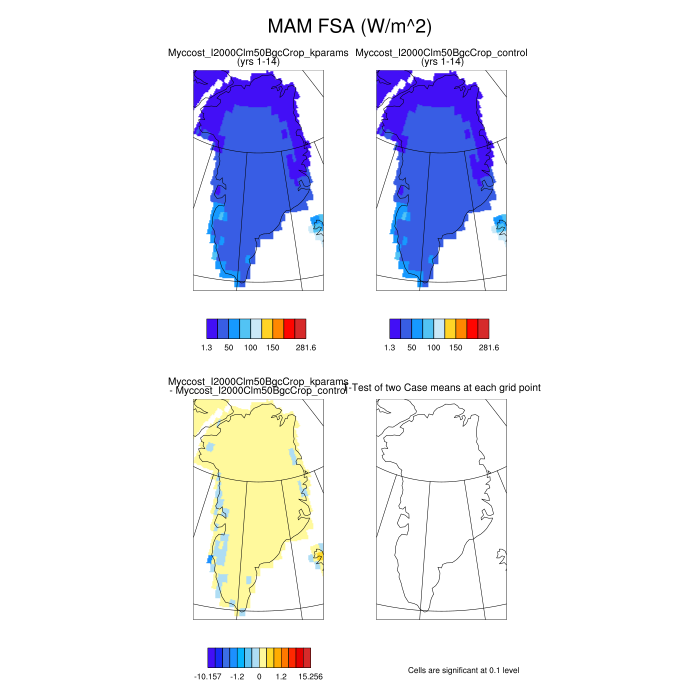 MAM FSA (W/m^2)
Myccost_I2000Clm50BgcCrop_kparams
(yrs 1-14)
Myccost_I2000Clm50BgcCrop_control
(yrs 1-14)
1.3 50 100 150 281.6
1.3 50 100 150 281.6
Myccost_I2000Clm50BgcCrop_kparams
- Myccost_I2000Clm50BgcCrop_control
-Test of two Case means at each grid point
-10.157 -1.2 0 1.2 15.256
Cells are significant at 0.1 level